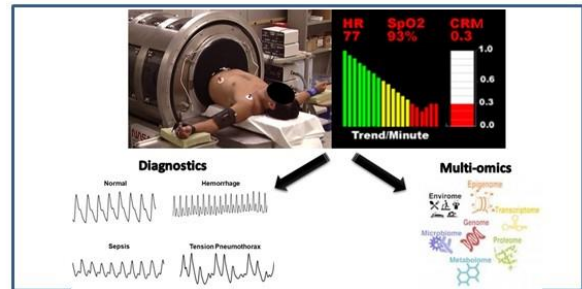 HR SpO2 CRM
77 93% 0.3
1.0
0.6
0.3
0.0
Trend/Minute
Diagnostics
Normal
Hemorrhage
Sepsis
Tension Pneumothorax
Multi-omics
Epigenome
Envirome
Transcriptome
Genome
Microbiome
Proteome
Metabolome